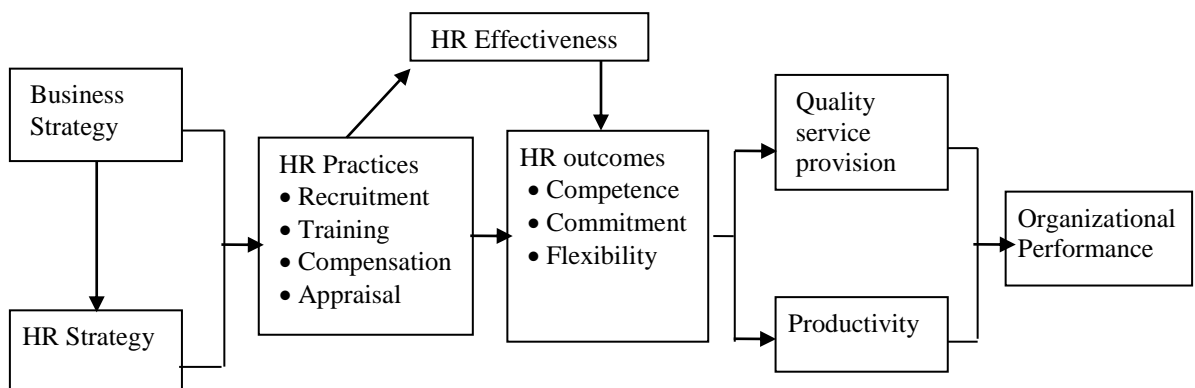 HR Effectiveness
Business
Strategy
HR Strategy
HR Practices
• Recruitment
• Training
• Compensation
• Appraisal
HR outcomes
• Competence
• Commitment
• Flexibility
Quality
service
provision
Productivity
Organizational
Performance